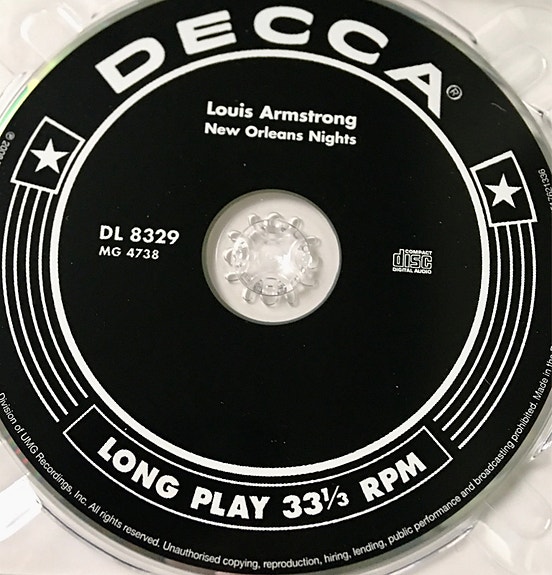 DECCA®
Louis Armstrong
New Orleans Nights
DL 8329
MG 4738
COMPACT
disc
DIGITAL AUDIO
LONG PLAY 33⅓ RPM
Division of UMG Recordings, Inc. All rights reserved. Unauthorised copying, reproduction, hiring, lending, public performance and broadcasting prohibited. Made in the